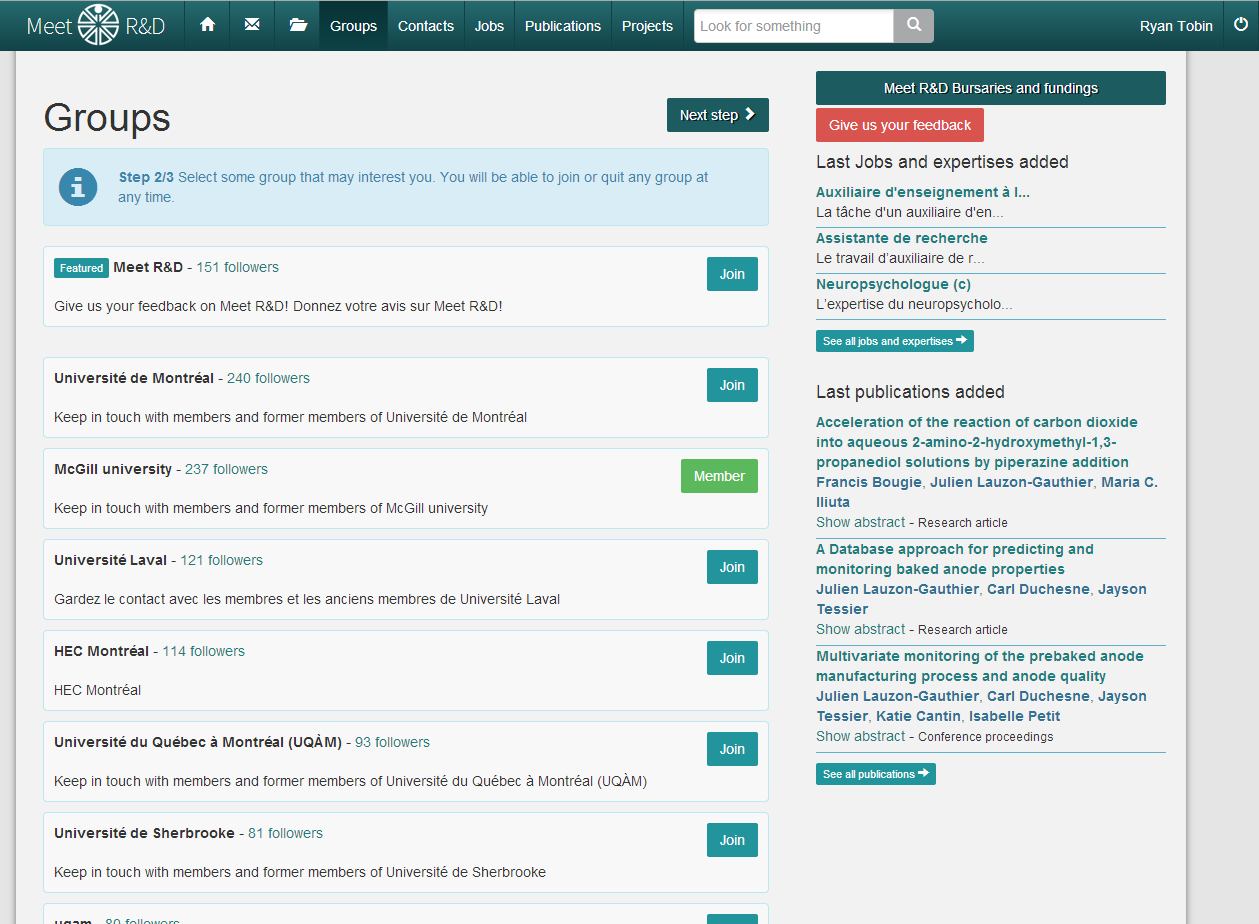 Meet R&D
Groups
Contacts
Jobs
Publications
Projects
Look for something
Ryan Tobin
Groups
Next step
Step 2/3 Select some group that may interest you. You will be able to join or quit any group at
any time.
Featured Meet R&D - 151 followers
Join
Give us your feedback on Meet R&D! Donnez votre avis sur Meet R&D!
Université de Montréal - 240 followers
Join
Keep in touch with members and former members of Université de Montréal
McGill university - 237 followers
Member
Keep in touch with members and former members of McGill university
Université Laval - 121 followers
Join
Gardez le contact avec les membres et les anciens membres de Université Laval
HEC Montréal - 114 followers
Join
HEC Montréal
Université du Québec à Montréal (UQÀM) - 93 followers
Join
Keep in touch with members and former members of Université du Québec à Montréal (UQÀM)
Université de Sherbrooke - 81 followers
Join
Keep in touch with members and former members of Université de Sherbrooke
uqam - 80 followers
Meet R&D Bursaries and fundings
Give us your feedback
Last Jobs and expertises added
Auxiliaire d'enseignement à l...
La tâche d'un auxiliaire d'en...
Assistante de recherche
Le travail d'auxiliaire de r...
Neuropsychologue (c)
L'expertise du neuropsycholo...
See all jobs and expertises
Last publications added
Acceleration of the reaction of carbon dioxide
into aqueous 2-amino-2-hydroxymethyl-1,3-
propanediol solutions by piperazine addition
Francis Bougie, Julien Lauzon-Gauthier, Maria C.
Iliuta
Show abstract - Research article
A Database approach for predicting and
monitoring baked anode properties
Julien Lauzon-Gauthier, Carl Duchesne, Jayson
Tessier
Show abstract - Research article
Multivariate monitoring of the prebaked anode
manufacturing process and anode quality
Julien Lauzon-Gauthier, Carl Duchesne, Jayson
Tessier, Katie Cantin, Isabelle Petit
Show abstract - Conference proceedings
See all publications